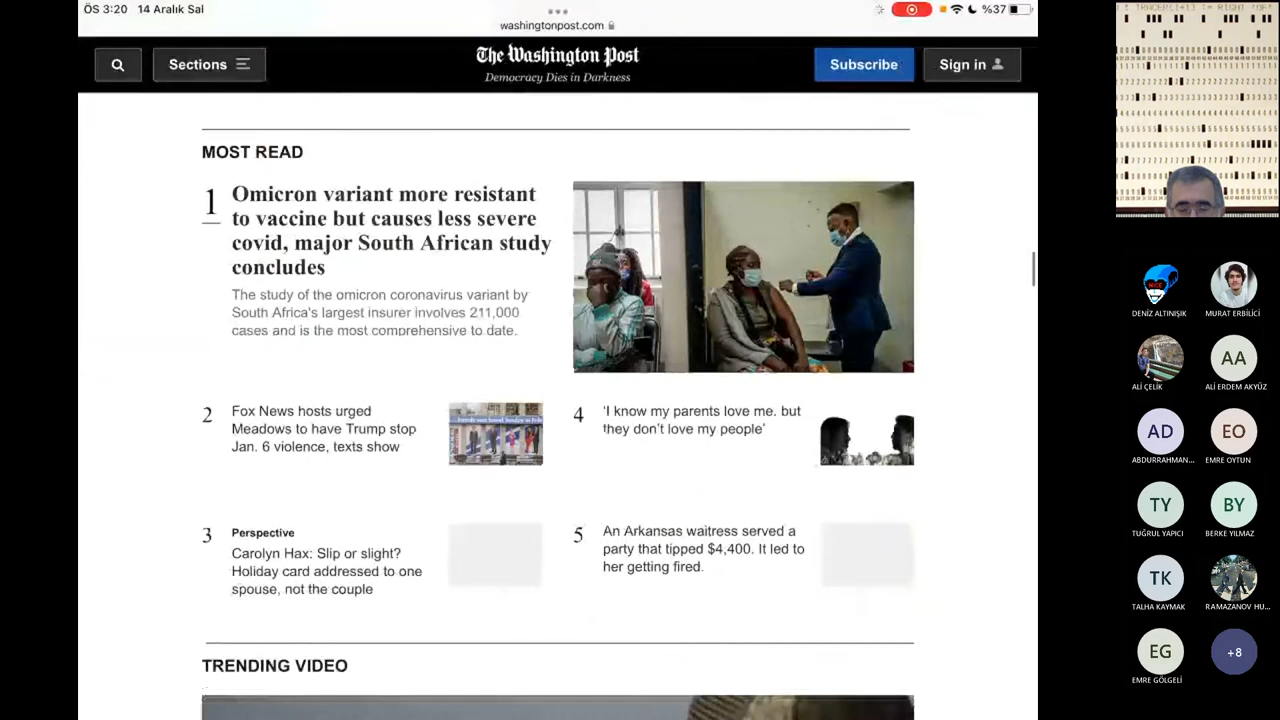 ÖS 3:20 14 Aralık Sal
washingtonpost.com
%37
Sections
The Washington Post
Democracy Dies in Darkness
Subscribe
Sign in
MOST READ
1
Omicron variant more resistant
to vaccine but causes less severe
covid, major South African study
concludes
The study of the omicron coronavirus variant by
South Africa's largest insurer involves 211,000
cases and is the most comprehensive to date.
2
Fox News hosts urged
Meadows to have Trump stop
Jan. 6 violence, texts show
4
‘I know my parents love me, but
they don’t love my people’
3
Perspective
Carolyn Hax: Slip or slight?
Holiday card addressed to one
spouse, not the couple
5
An Arkansas waitress served a
party that tipped $4,400. It led to
her getting fired.
TRENDING VIDEO
DENİZ ALTINIŞIK
MURAT ERBİLİCİ
ALİ ÇELİK
AA
ALİ ERDEM AKYÜZ
AD
ABDURRAHMAN...
EO
EMRE OYTUN
TY
TUĞRUL YAPICI
BY
BERKE YILMAZ
TK
TALHA KAYMAK
RAMAZANOV HU...
EG
EMRE GÖLGELİ
+8